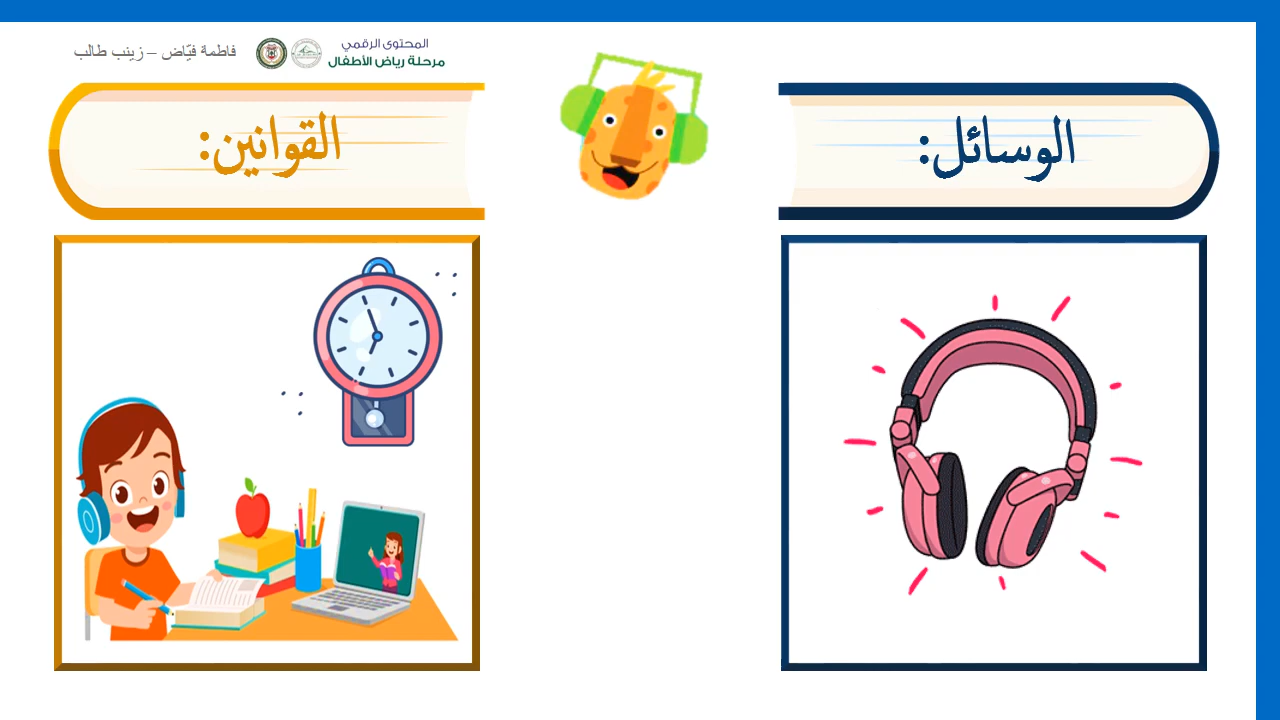 المحتوى الرقمي
مرحلة رياض الأطفال
فاطمة فيّاض – زينب طالب
الوسائل:
القوانين: